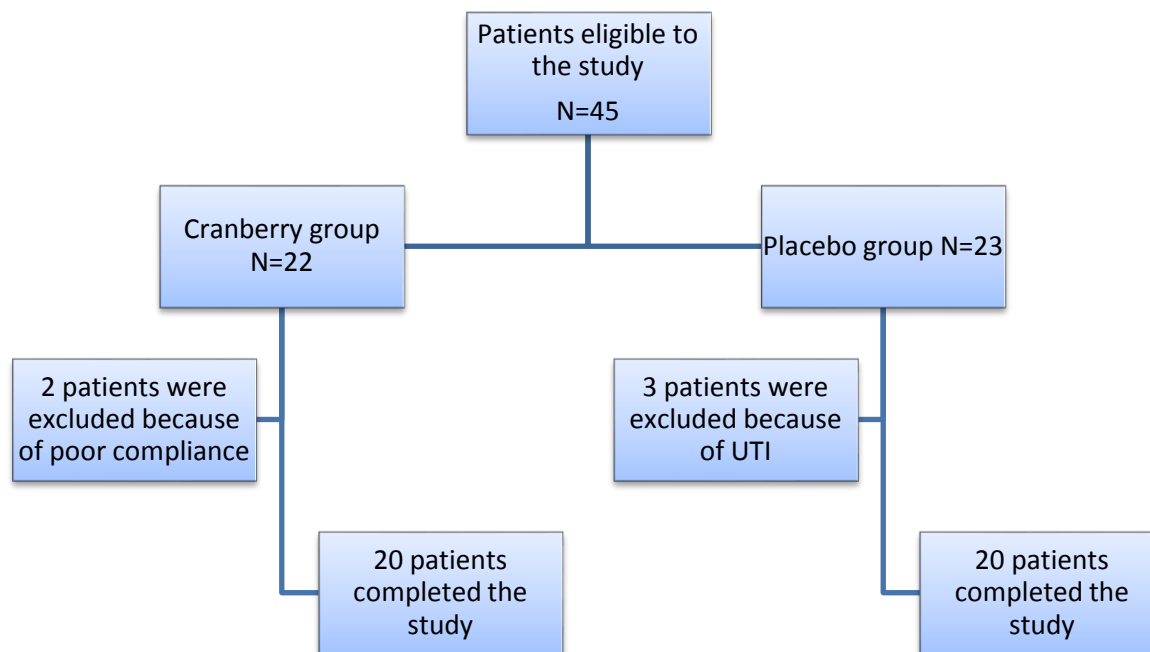 Patients eligible to
the study
N=45
Cranberry group
N=22
Placebo group N=23
2 patients were
excluded because
of poor compliance
3 patients were
excluded because
of UTI
20 patients
completed the
study
20 patients
completed the
study